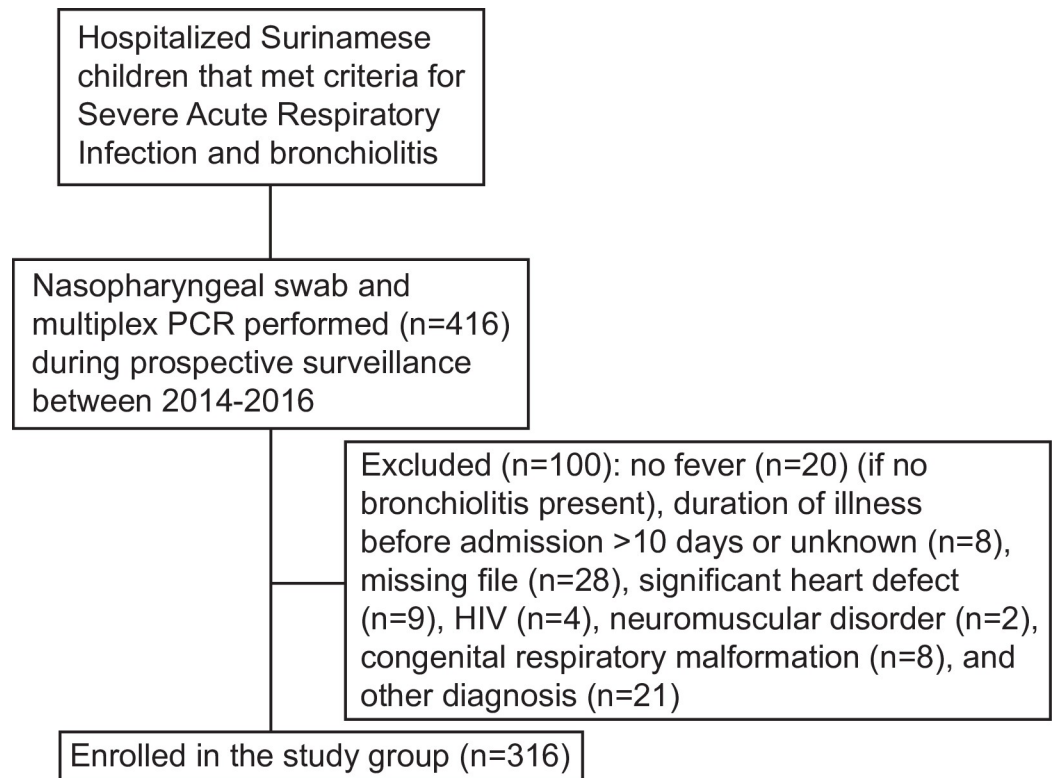 Hospitalized Surinamese
children that met criteria for
Severe Acute Respiratory
Infection and bronchiolitis
Nasopharyngeal swab and
multiplex PCR performed (n=416)
during prospective surveillance
between 2014-2016
Excluded (n=100): no fever (n=20) (if no
bronchiolitis present), duration of illness
before admission >10 days or unknown (n=8),
missing file (n=28), significant heart defect
(n=9), HIV (n=4), neuromuscular disorder (n=2),
congenital respiratory malformation (n=8), and
other diagnosis (n=21)
Enrolled in the study group (n=316)